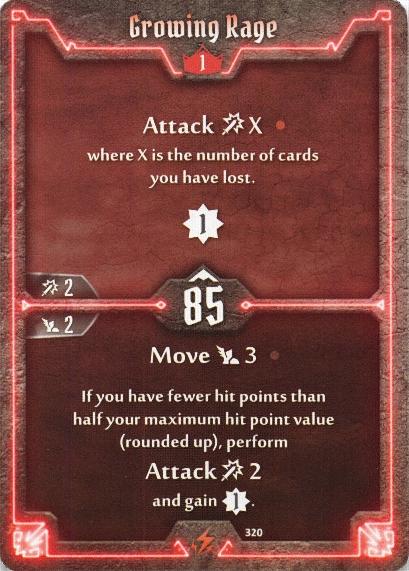 Growing Rage
1
Attack X
where X is the number of cards
you have lost.
1
2
85
2
Move 3
If you have fewer hit points than
half your maximum hit point value
(rounded up), perform
Attack 2
and gain 1.
320